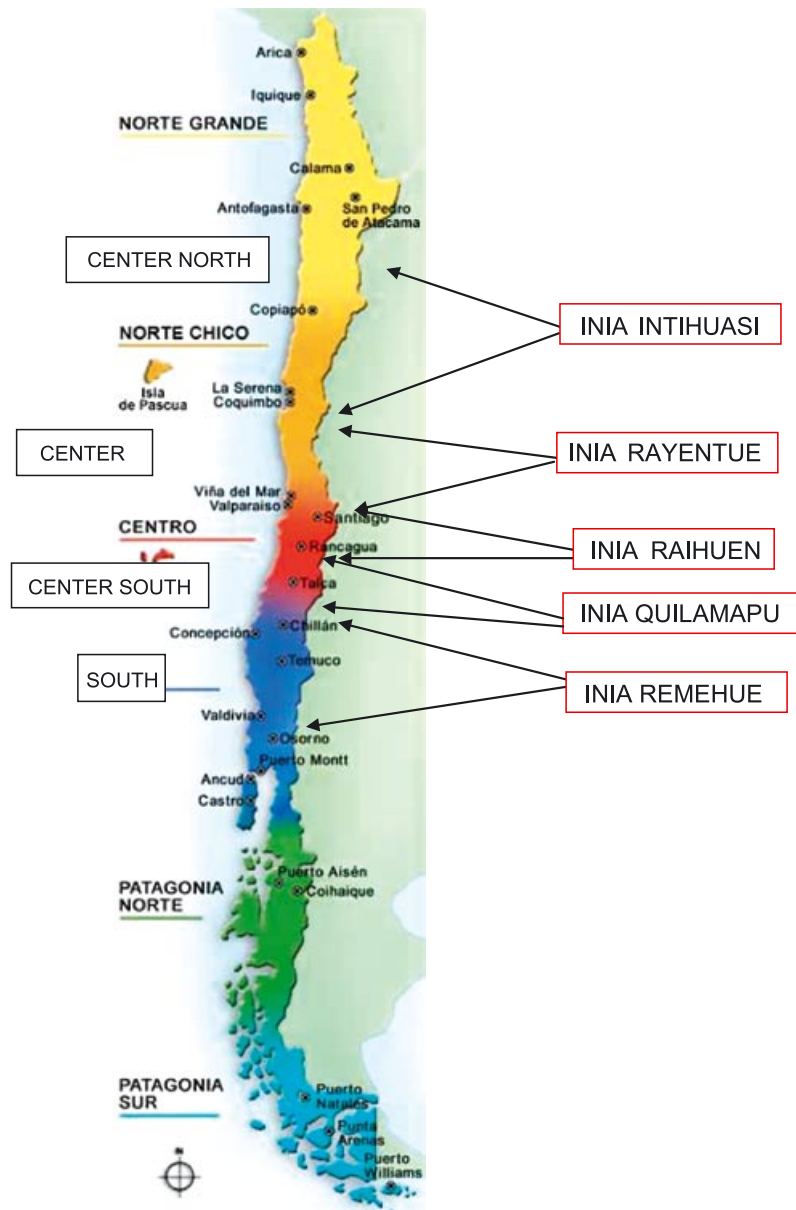 Arica
Iquique
NORTE GRANDE
Calama
Antofagasta
San Pedro
de Atacama
CENTER NORTH
Copiapó
INIA INTIHUASI
NORTE CHICO
Isla
de Pascua
La Serena
Coquimbo
CENTER
INIA RAYENTUE
Viña del Mar
Valparaiso
Santiago
CENTRO
Rancagua
INIA RAIHUEN
CENTER SOUTH
Talca
INIA QUILAMAPU
Concepción
Chillán
Temuco
SOUTH
INIA REMEHUE
Valdivia
Osorno
Puerto Montt
Ancud
Castro
Puerto Aisén
Coihaique
PATAGONIA
NORTE
PATAGONIA
SUR
Puerto
Natales
Punta
Arenas
Puerto
Williams
N